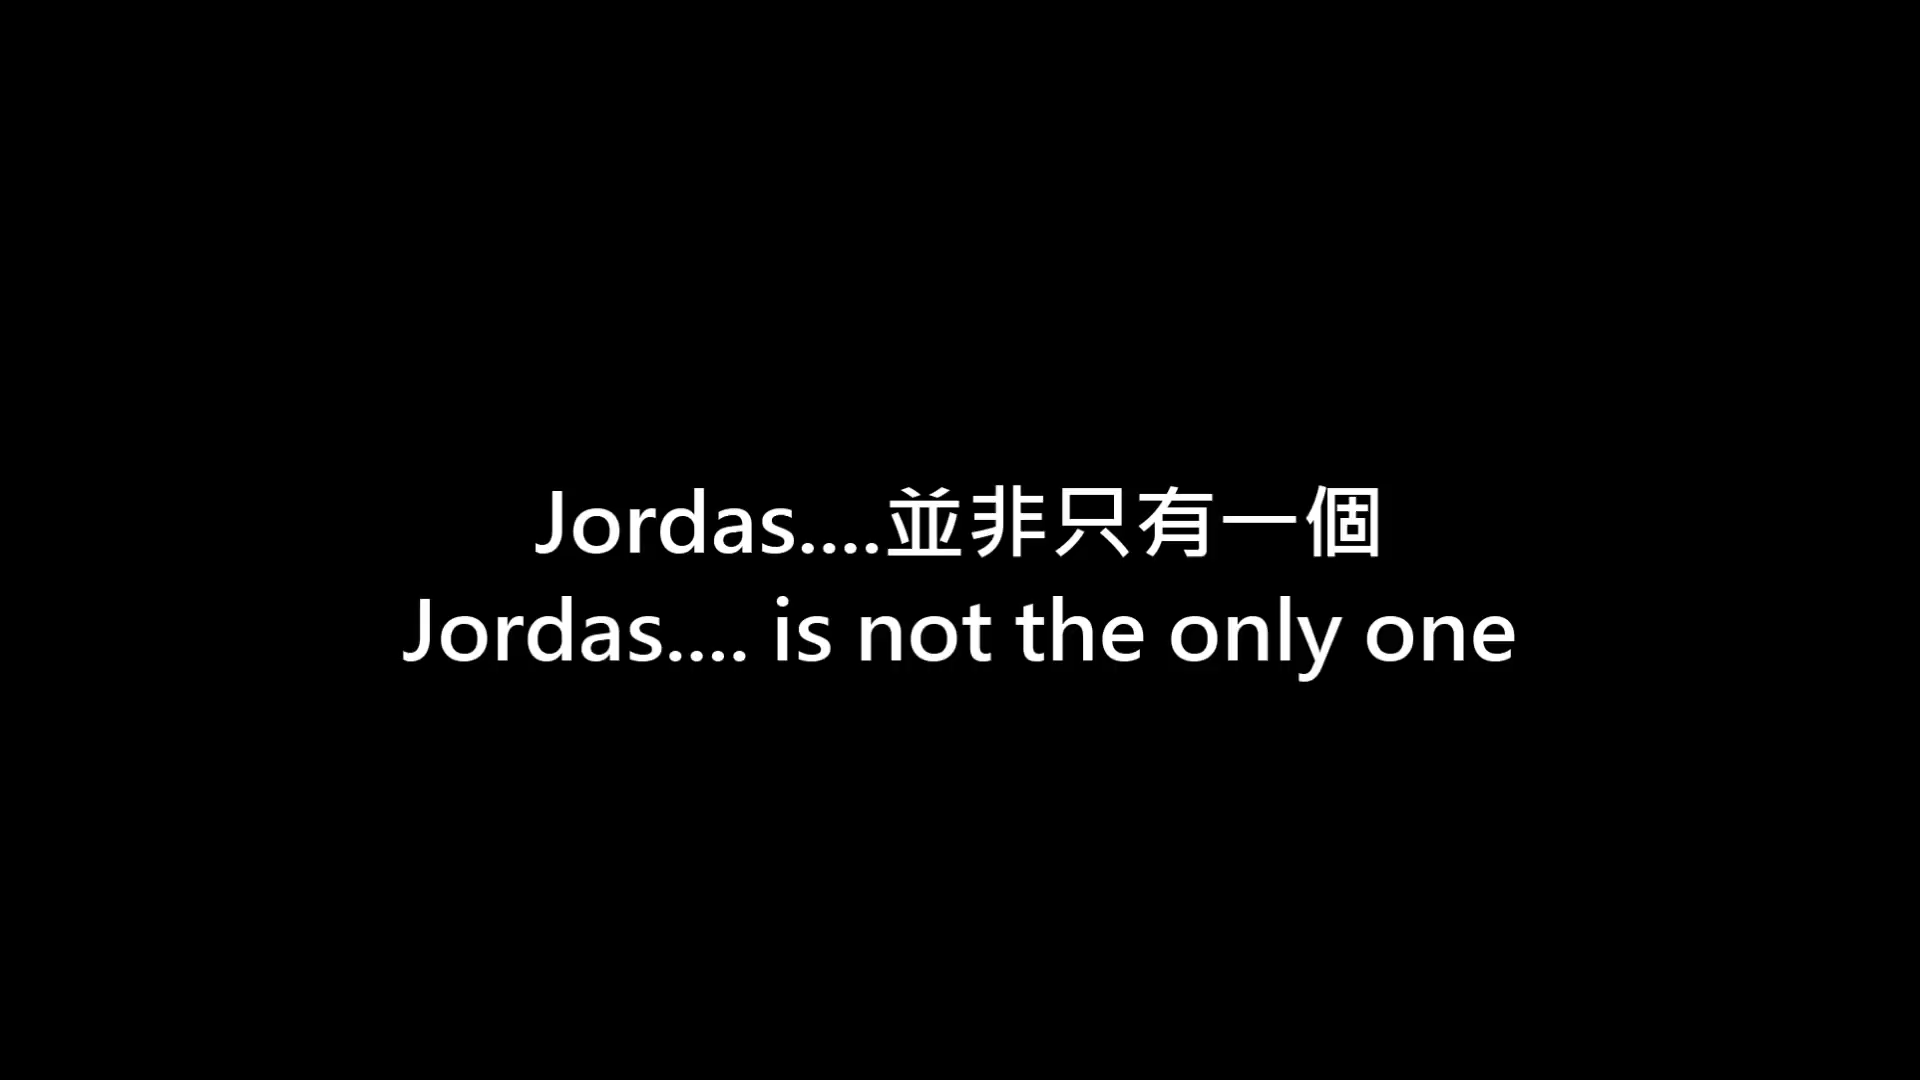 Jordas....並非只有一個
Jordas.... is not the only one